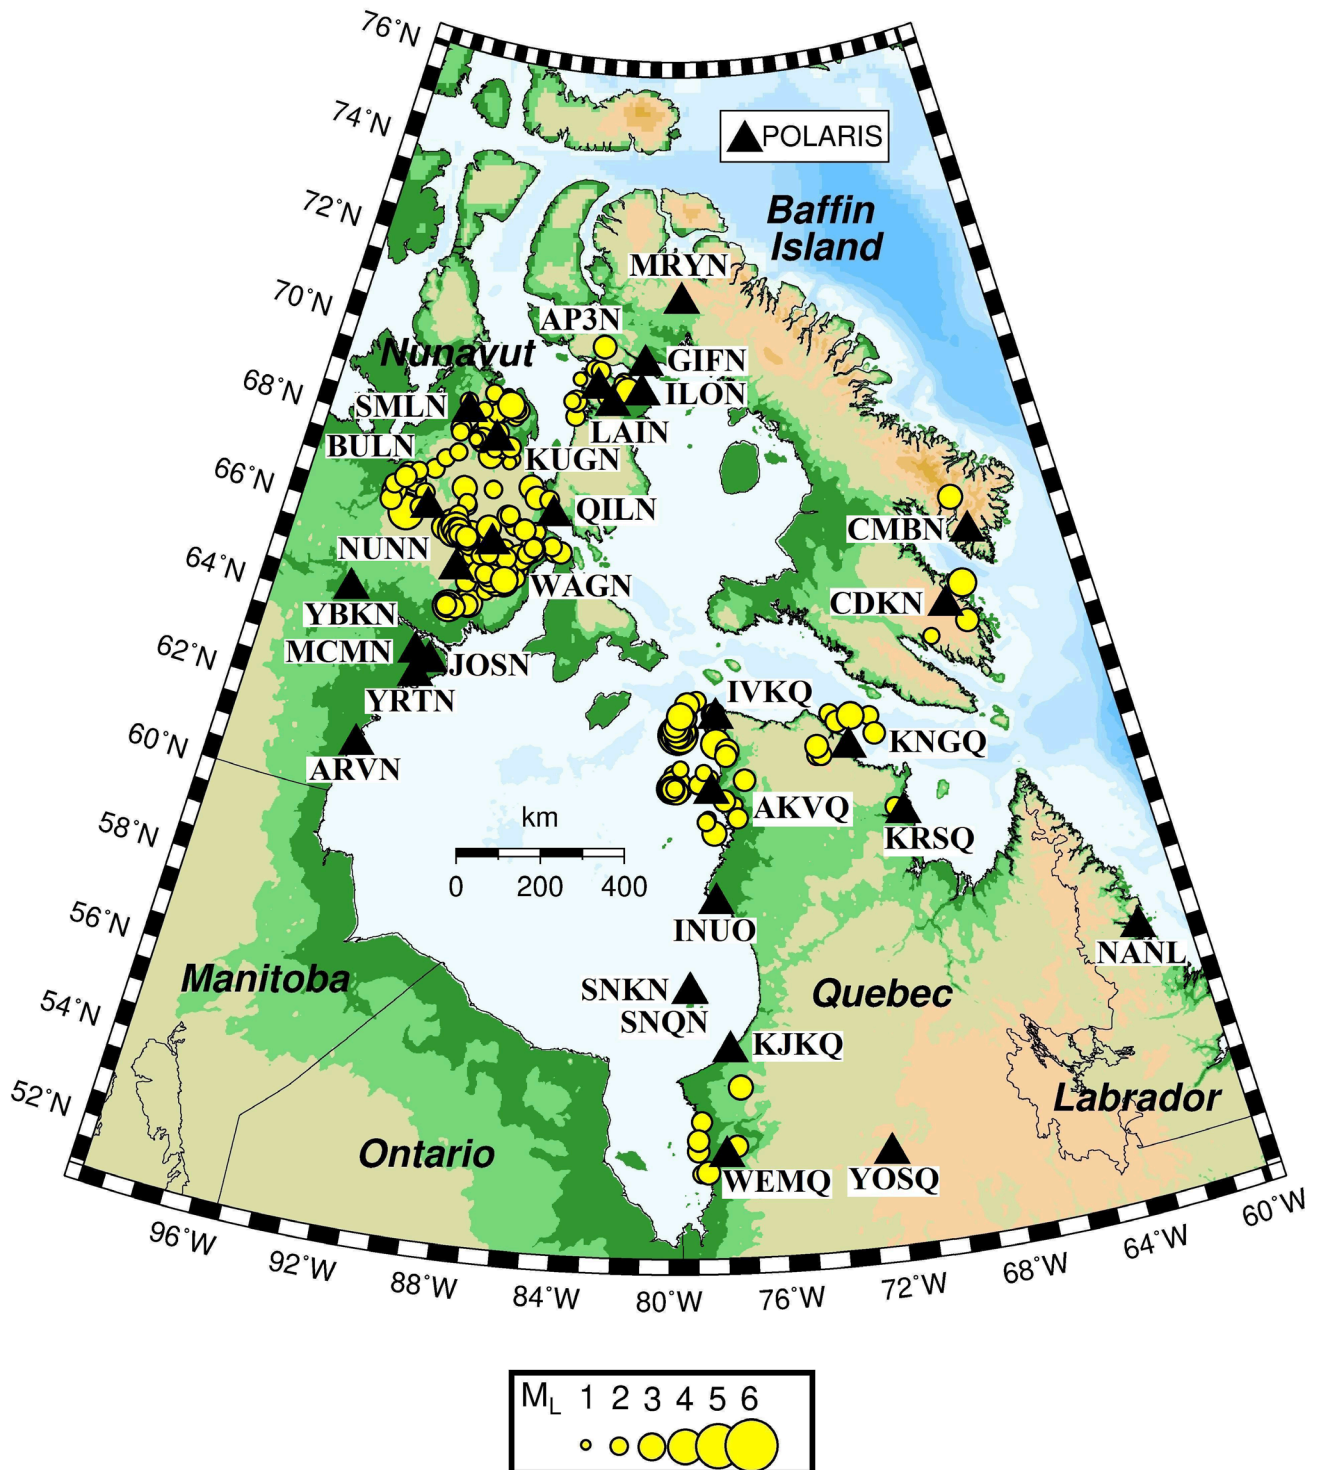 76°N
74°N
72°N
70°N
68°N
66°N
64°N
62°N
60°N
58°N
56°N
54°N
52°N
POLARIS
Baffin
Island
MRYN
AP3N
Nunavut
GIFN
ILON
SMLN
LAIN
BULN
KUGN
QILN
CMBN
NUNN
WAGN
CDKN
YBKN
MCMN
JOSN
YRTN
IVKQ
KNGQ
ARVN
AKVQ
km
KRSQ
0 200 400
INUO
NANL
Manitoba
SNKN
Quebec
SNQN
KJKQ
Labrador
Ontario
WEMQ
YOSQ
96°W
92°W
88°W
84°W
80°W
76°W
72°W
68°W
64°W
60°W
ML 1 2 3 4 5 6